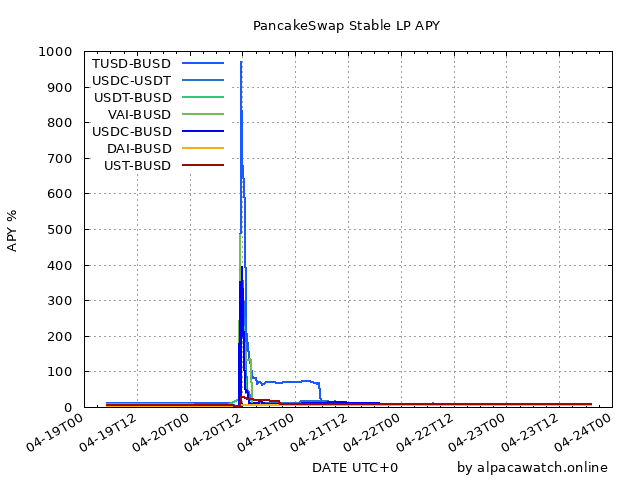 PancakeSwap Stable LP APY
1000
900
800
700
600
500
400
300
200
100
0
APY %
TUSD-BUSD
USDC-USDT
USDT-BUSD
VAI-BUSD
USDC-BUSD
DAI-BUSD
UST-BUSD
04-19T00
04-19T12
04-20T00
04-20T12
04-21T00
04-21T12
04-22T00
04-22T12
04-23T00
04-23T12
04-24T00
DATE UTC+0
by alpacawatch.online